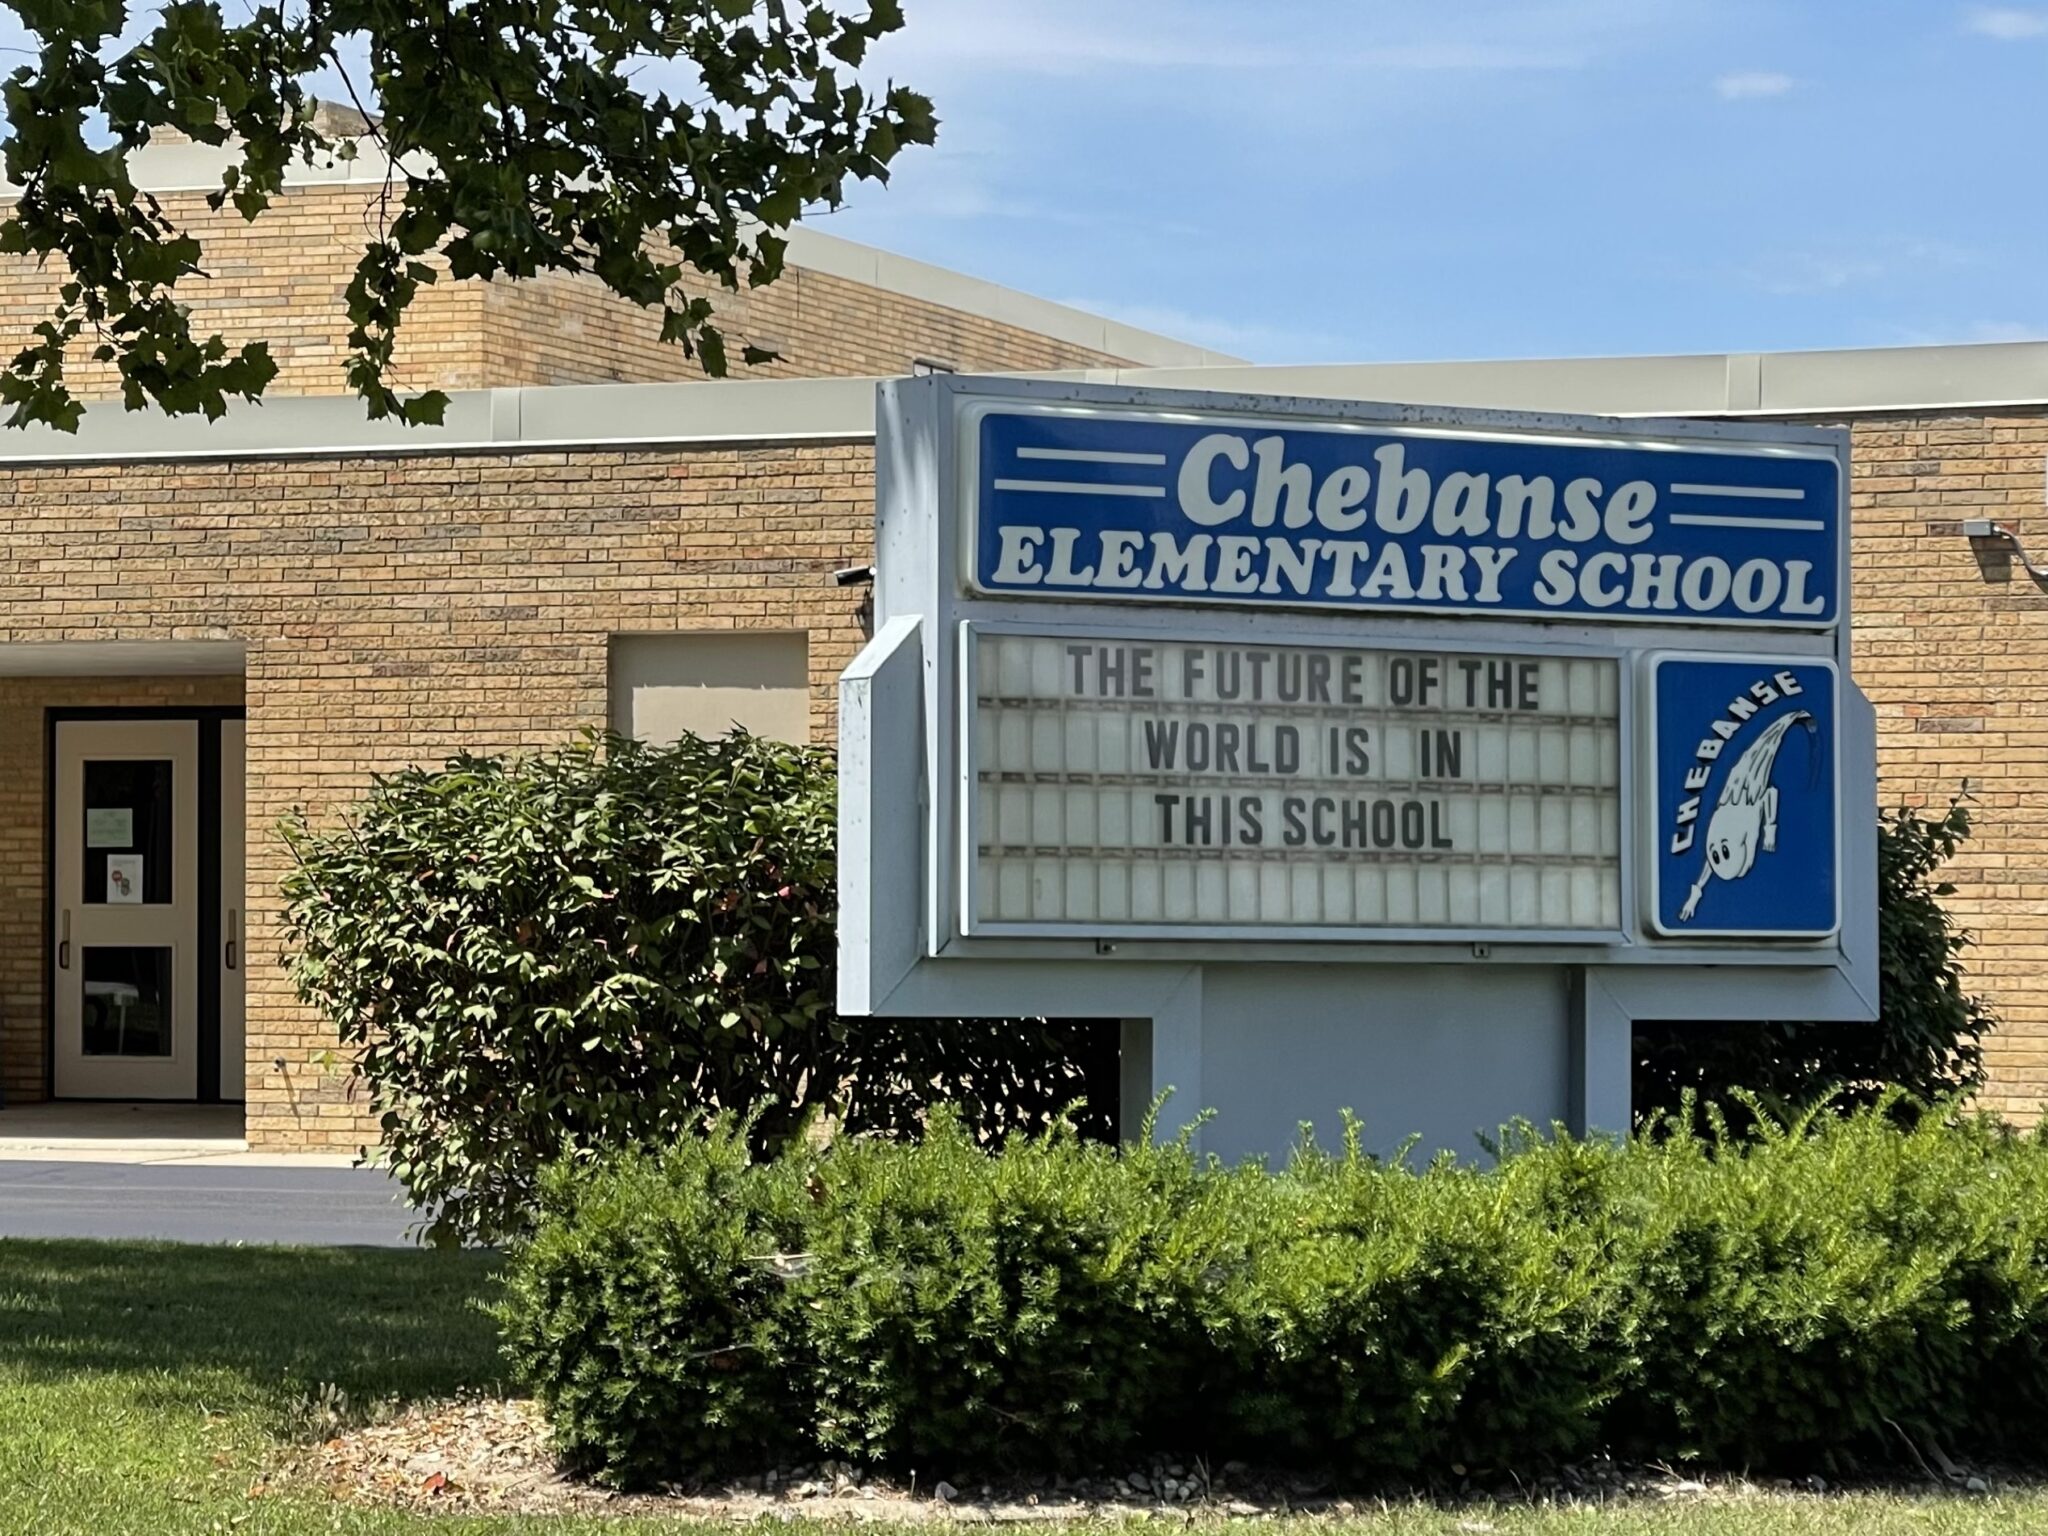 Chebanse
ELEMENTARY SCHOOL
THE FUTURE OF THE
WORLD IS IN
THIS SCHOOL
CHEBANSE